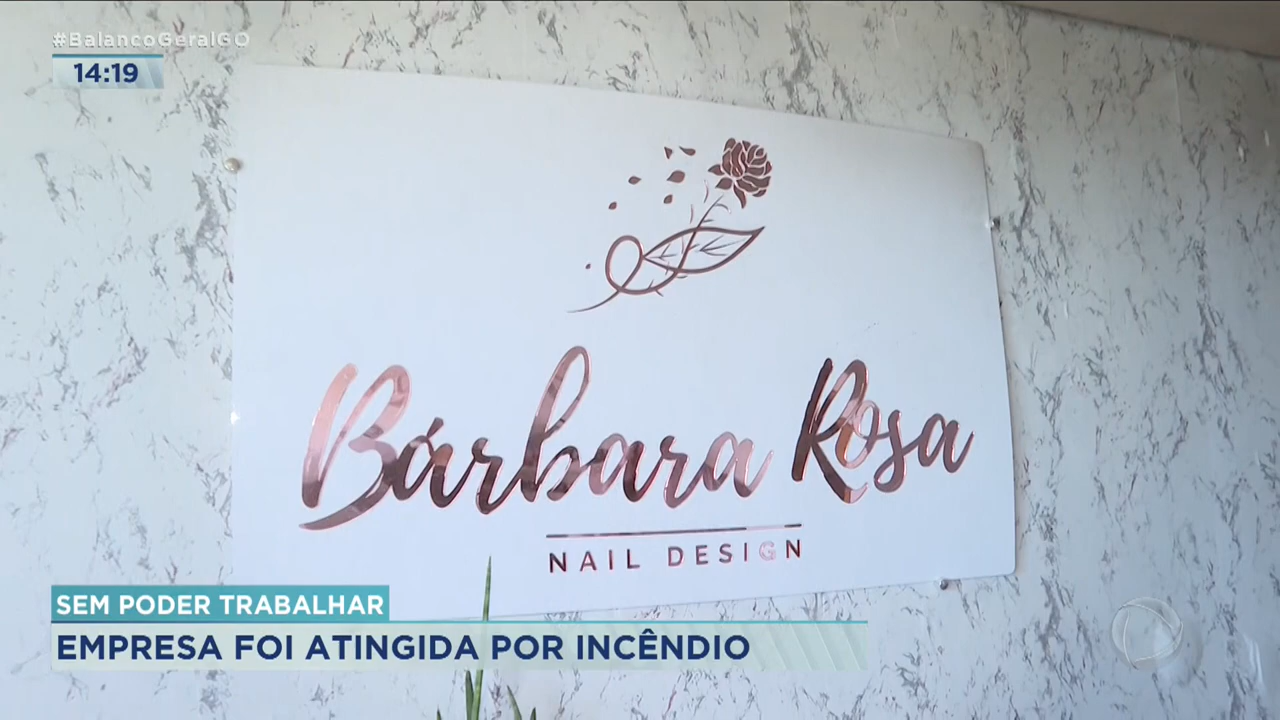 #BalancoGeralGO
14:19
Bárbara Rosa
NAIL DESIGN
SEM PODER TRABALHAR
EMPRESA FOI ATINGIDA POR INCÊNDIO